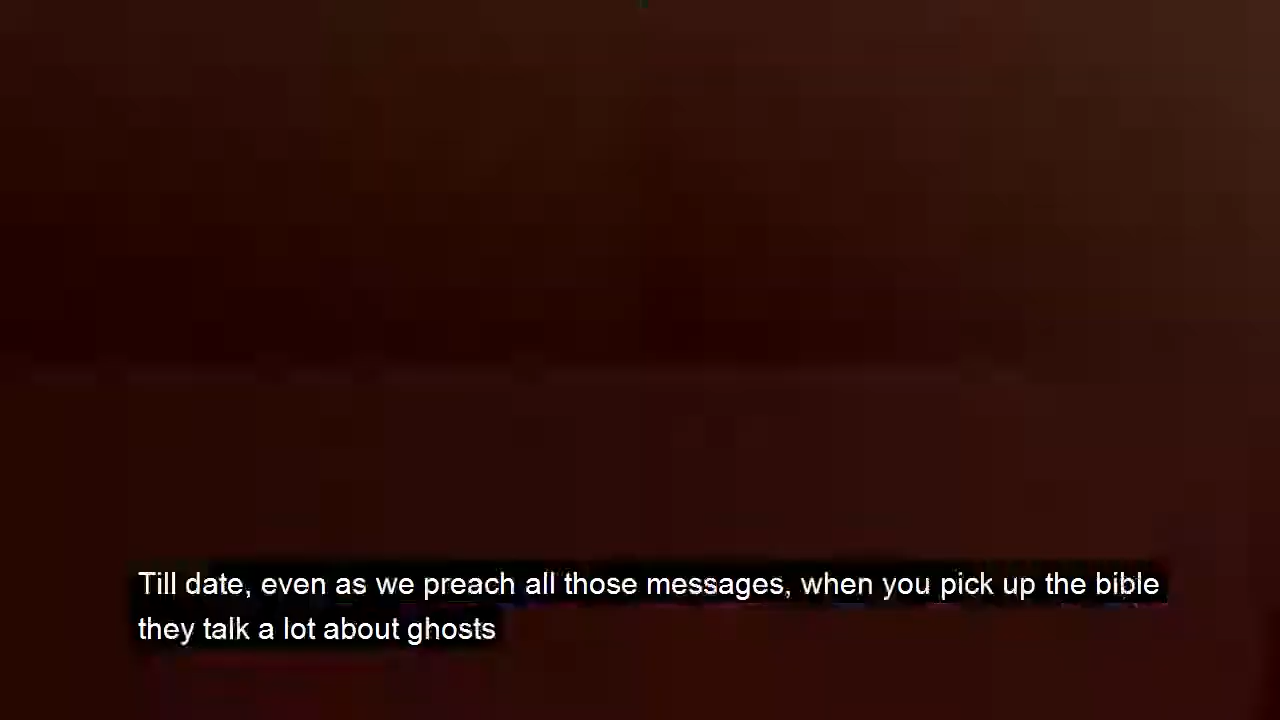 Till date, even as we preach all those messages, when you pick up the bible
they talk a lot about ghosts